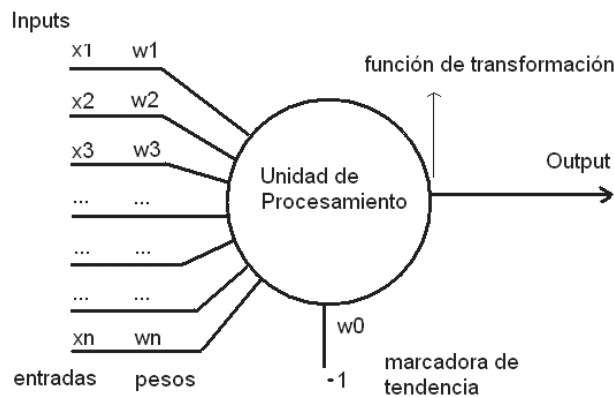 Inputs
x1 w1
x2 w2
x3 w3
... ...
... ...
... ...
xn wn
entradas pesos
Unidad de
Procesamiento
función de transformación
Output
w0
-1
marcadora de
tendencia